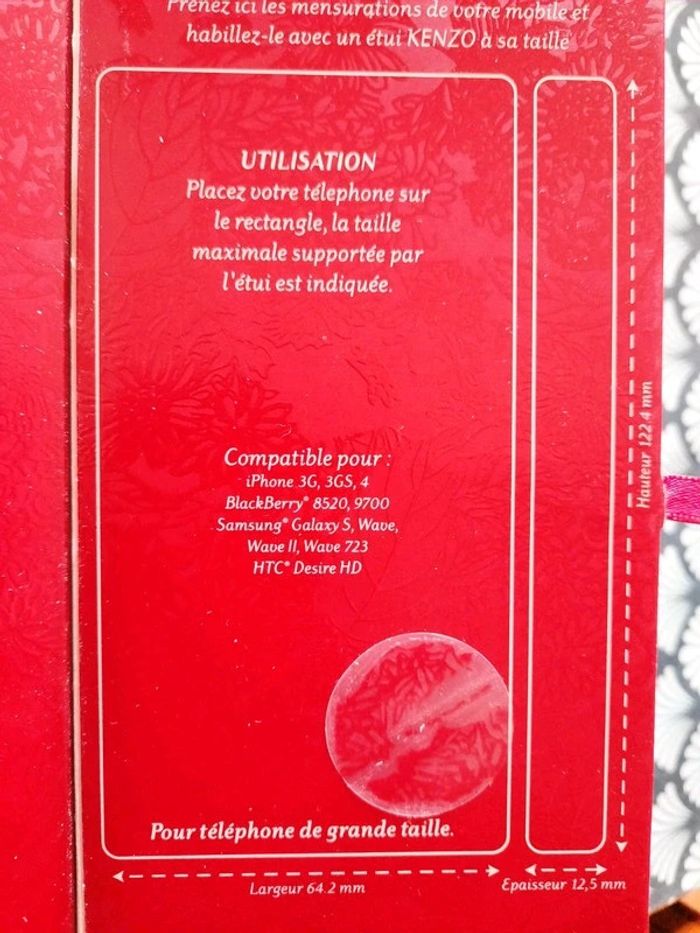 Prenez ici les mensurations de votre mobile et
habillez-le avec un étui KENZO à sa taille
UTILISATION
Placez votre télephone sur
le rectangle, la taille
maximale supportée par
l'étui est indiquée.
Compatible pour :
iPhone 3G, 3GS, 4
BlackBerry® 8520, 9700
Samsung® Galaxy S, Wave,
Wave II, Wave 723
HTC® Desire HD
Pour téléphone de grande taille.
Hauteur 122.4 mm
Largeur 64.2 mm
Epaisseur 12,5 mm